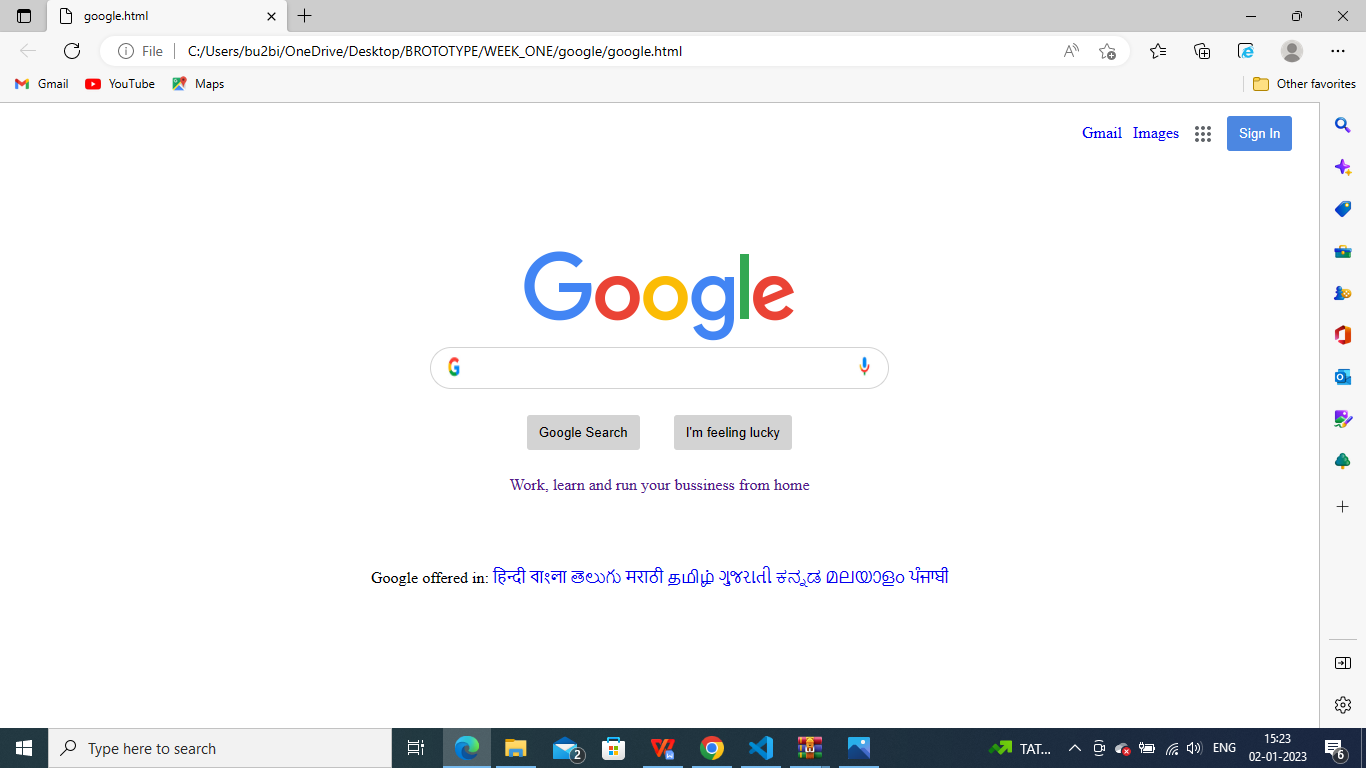 google.html
File
C:/Users/bu2bi/OneDrive/Desktop/BROTOTYPE/WEEK_ONE/google/google.html
Gmail YouTube Maps Other favorites
Gmail Images Sign In
Google
Google Search I'm feeling lucky
Work, learn and run your bussiness from home
Google offered in: हिन्दी বাংলা తెలుగు मराठी தமிழ் ગુજરાતી ಕನ್ನಡ മലയാളം ਪੰਜਾਬੀ
Type here to search
2
TAT...
ENG
15:23
02-01-2023
6